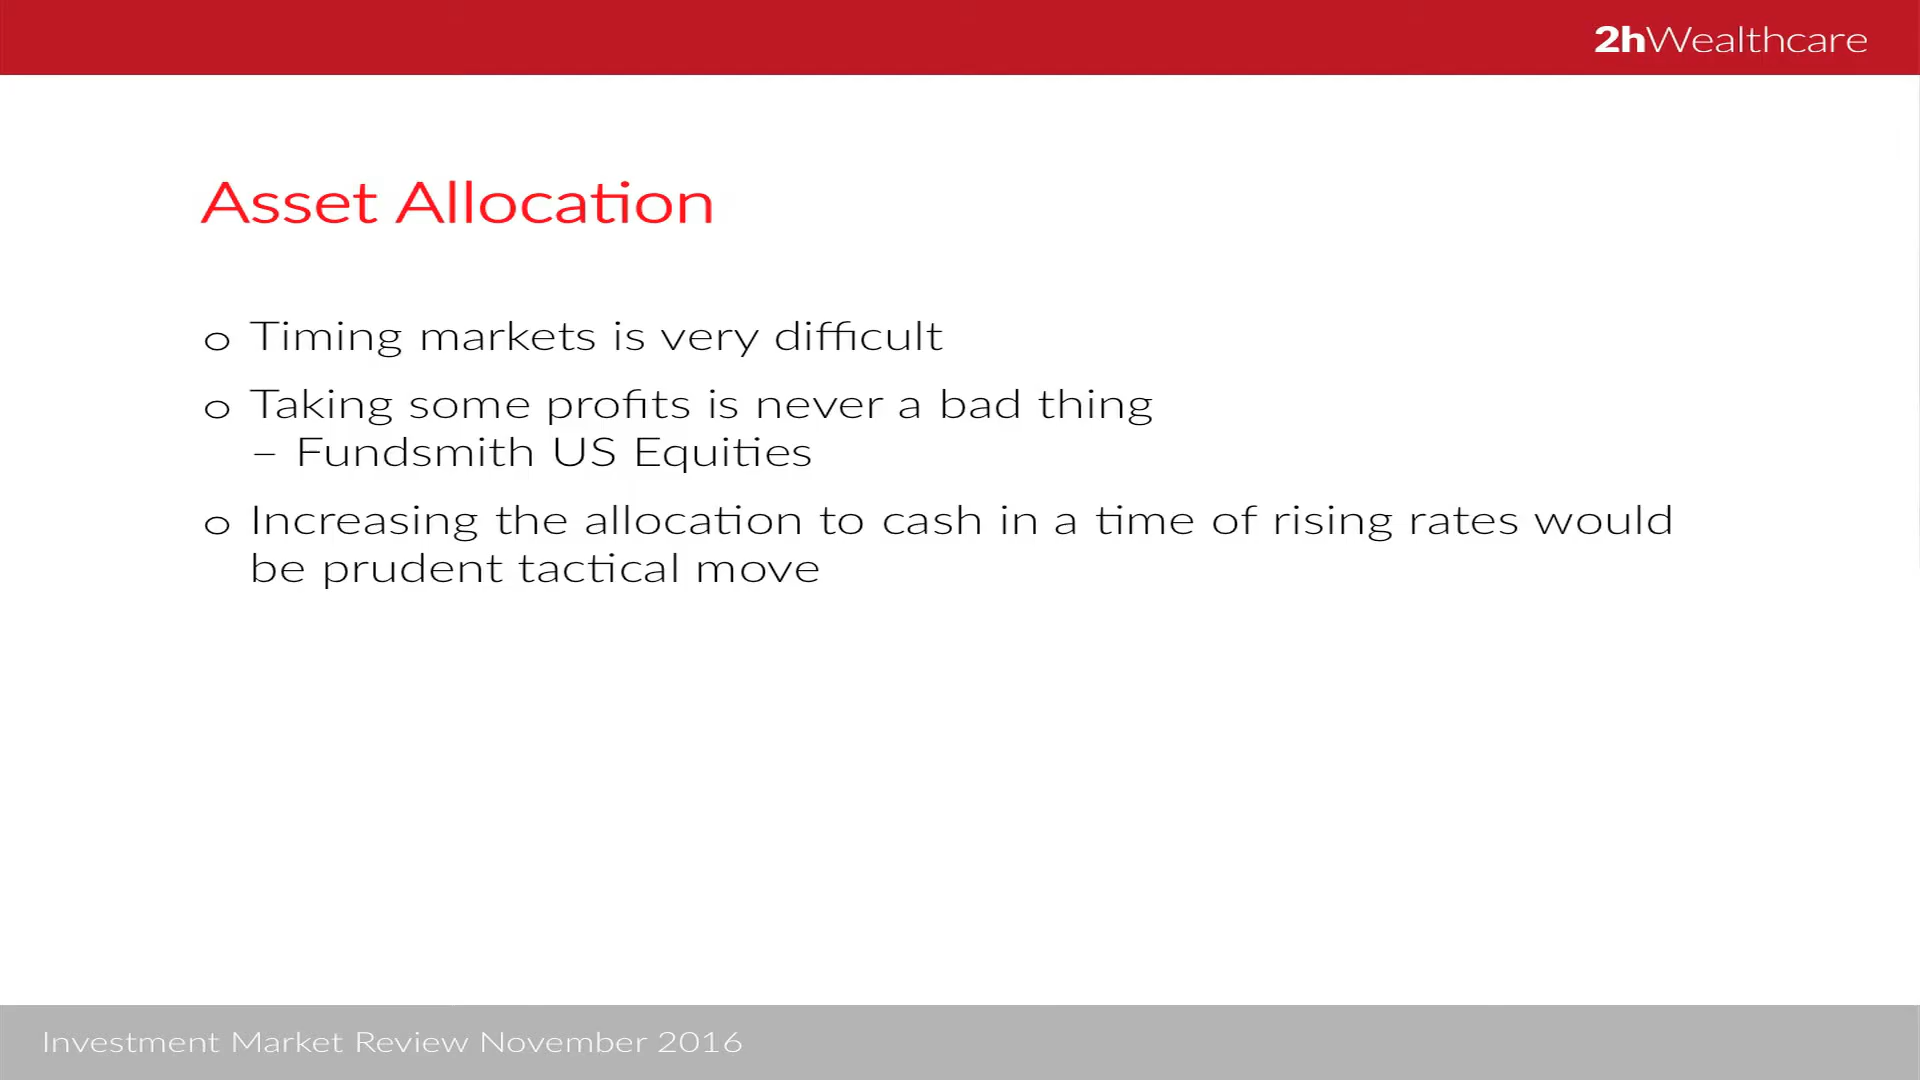 2hWealthcare
Asset Allocation
o Timing markets is very difficult
o Taking some profits is never a bad thing
– Fundsmith US Equities
o Increasing the allocation to cash in a time of rising rates would
be prudent tactical move
Investment Market Review November 2016